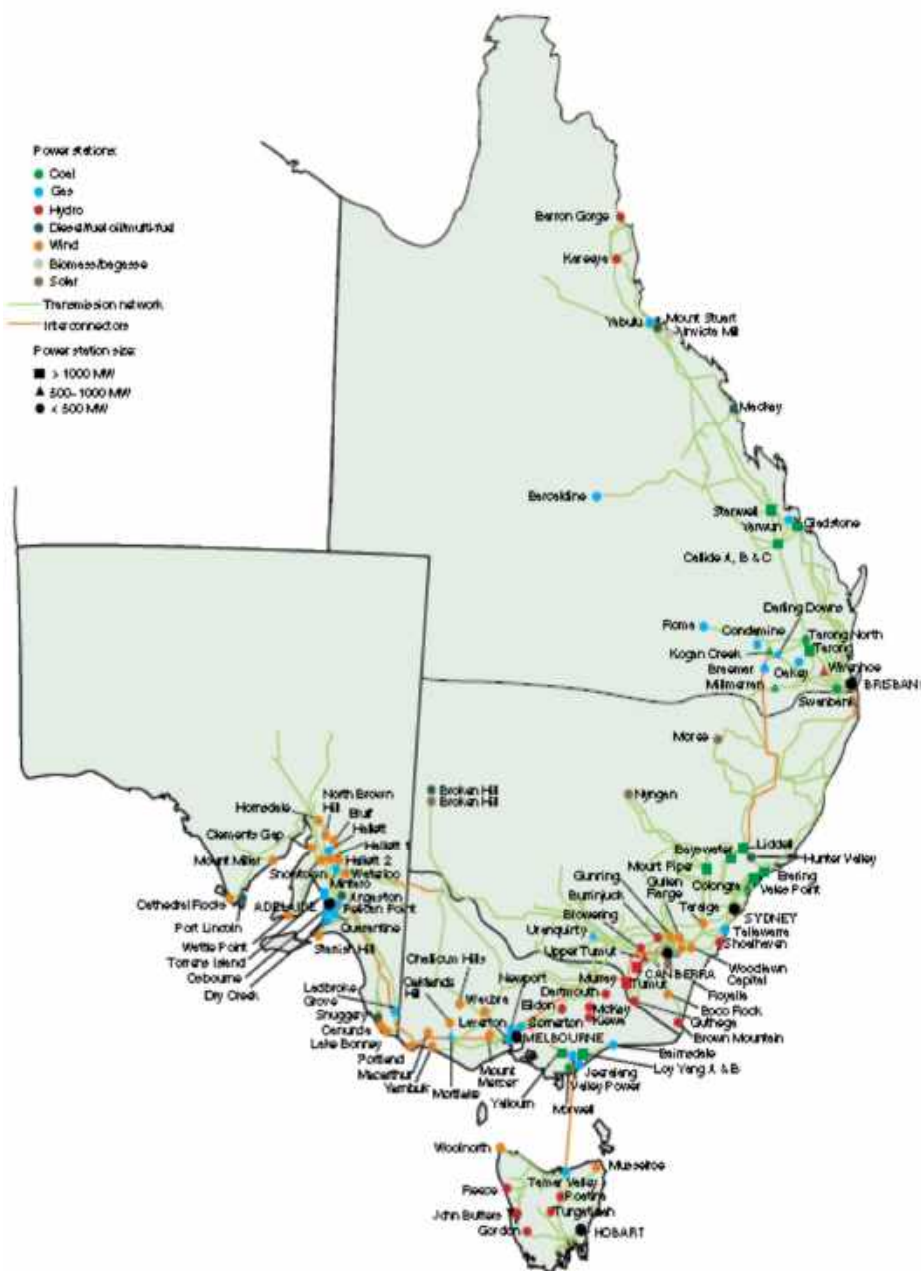 Power stations:
Coal
Gas
Hydro
Diesel/fuel oil/multi-fuel
Wind
Biomass/bagasse
Solar
Transmission network
Interconnectors
Power station size:
> 1000 MW
500–1000 MW
< 500 MW
Barron Gorge
Kareeya
Mount Stuart
Yabulu
Invicta Mill
Mackay
Barcaldine
Stanwell
Yarwun
Gladstone
Callide A, B & C
Darling Downs
Roma
Condamine
Tarong North
Tarong
Kogan Creek
Oakey
Wivenhoe
Braemar
Millmerran
BRISBANE
Swanbank
Moree
Broken Hill
Broken Hill
Nyngan
North Brown
Hill
Hornsdale
Bluff
Hallett
Clements Gap
Hallett 1
Mount Millar
Hallett 2
Snowtown
Waterloo
Mintaro
Cathedral Rocks
Angaston
ADELAIDE
Pelican Point
Port Lincoln
Quarantine
Wattle Point
Torrens Island
Starfish Hill
Osbourne
Dry Creek
Bayswater
Liddell
Hunter Valley
Mount Piper
Eraring
Colongra
Vales Point
Gunning
Cullen
Range
Burrinjuck
Taralga
SYDNEY
Blowering
Tallawarra
Uranquinty
Shoalhaven
Upper Tumut
Woodlawn
Capital
CANBERRA
Murray
Tumut
Royalla
Boco Rock
Guthega
Brown Mountain
Challicum Hills
Newport
Dartmouth
Oaklands
Hill
Waubra
Eildon
McKay
Kiewa
Ladbroke
Grove
Laverton
Somerton
Snuggery
MELBOURNE
Canunda
Lake Bonney
Bairnsdale
Portland
Mount
Mercer
Loy Yang A & B
Macarthur
Jeeralang
Yambuk
Valley Power
Mortlake
Yallourn
Morwell
Woolnorth
Musselroe
Tamar Valley
Reece
Poatina
John Butters
Tungatinah
Gordon
HOBART